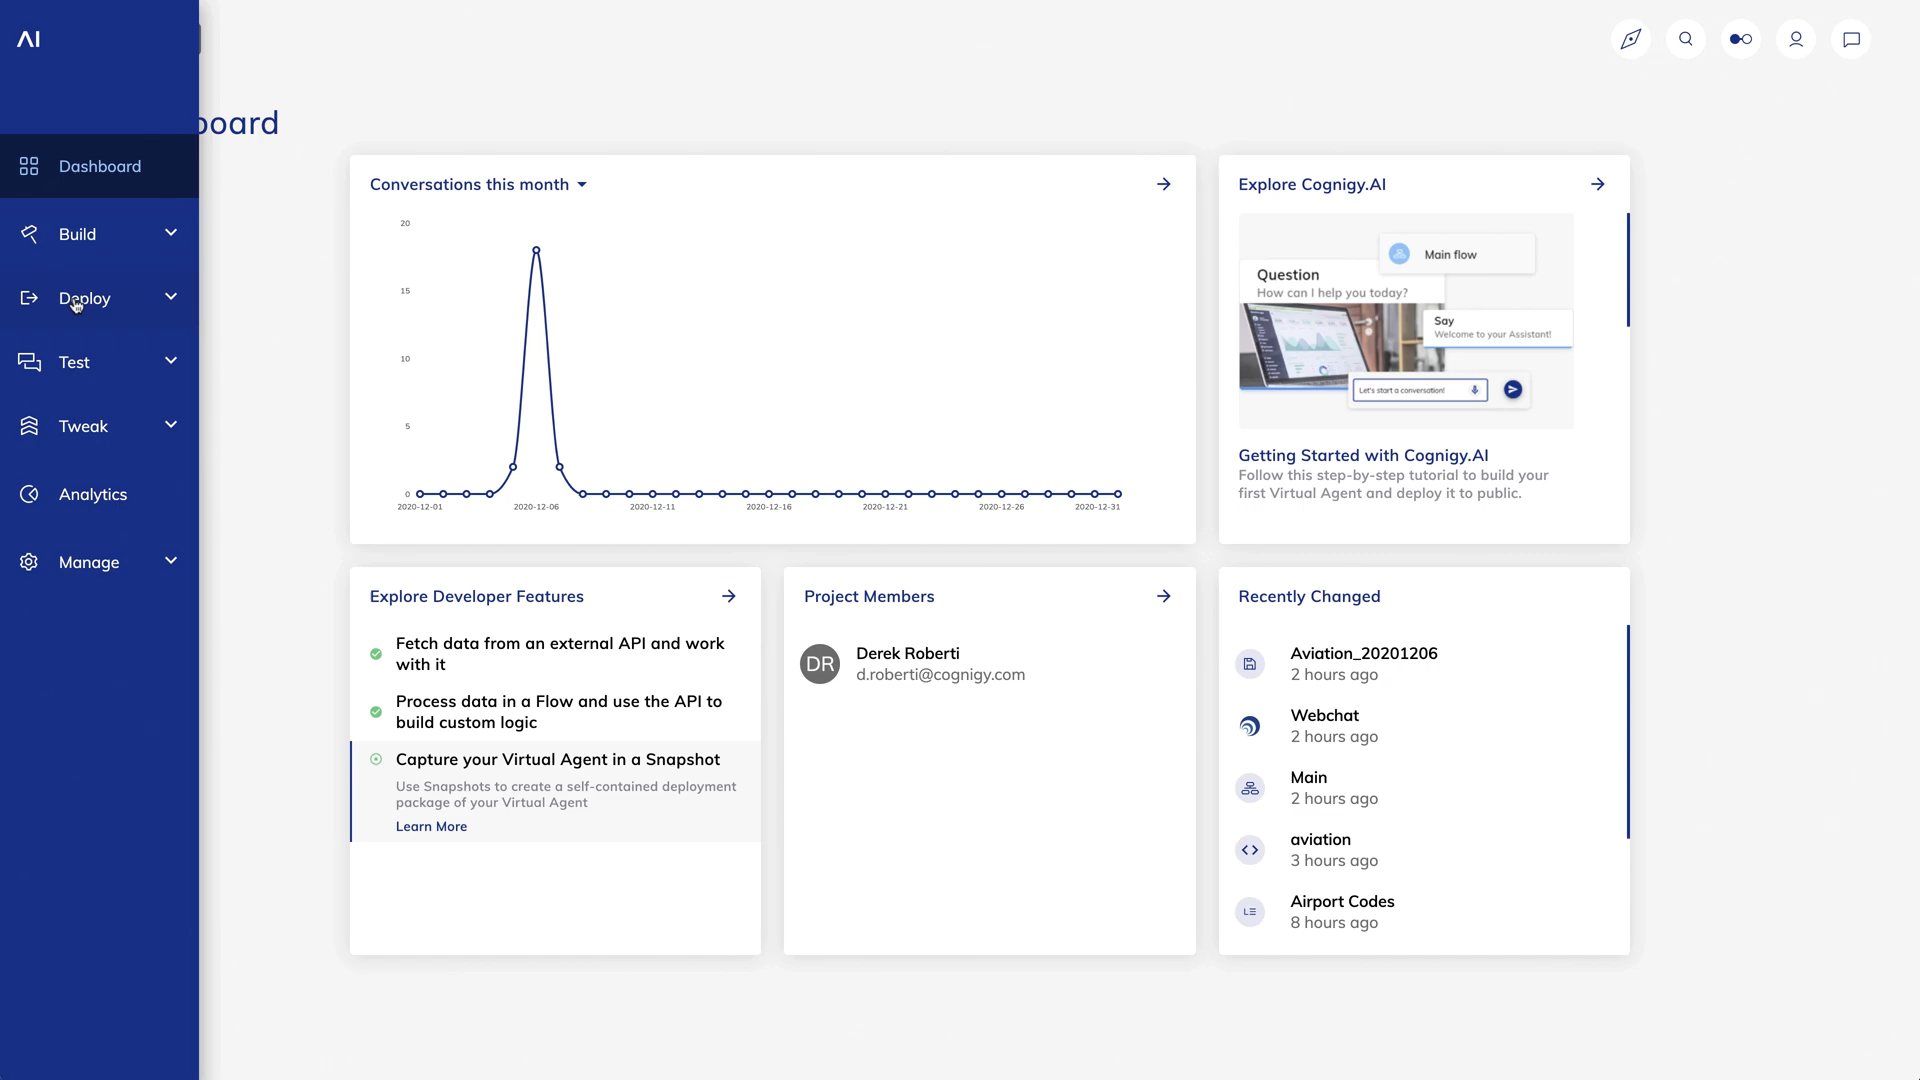 AI
board
Dashboard
Build
Deploy
Test
Tweak
Analytics
Manage
Conversations this month
20
15
10
5
0
2020-12-01
2020-12-06
2020-12-11
2020-12-16
2020-12-21
2020-12-26
2020-12-31
Explore Cognigy.AI
Main flow
Question
How can I help you today?
Say
Welcome to your Assistant!
Let's start a conversation!
Getting Started with Cognigy.AI
Follow this step-by-step tutorial to build your
first Virtual Agent and deploy it to public.
Explore Developer Features
Fetch data from an external API and work
with it
Process data in a Flow and use the API to
build custom logic
Capture your Virtual Agent in a Snapshot
Use Snapshots to create a self-contained deployment
package of your Virtual Agent
Learn More
Project Members
DR
Derek Roberti
d.roberti@cognigy.com
Recently Changed
Aviation_20201206
2 hours ago
Webchat
2 hours ago
Main
2 hours ago
aviation
3 hours ago
Airport Codes
8 hours ago